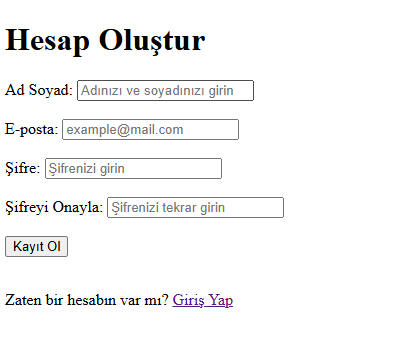 Hesap Oluştur
Ad Soyad: Adınızı ve soyadınızı girin
E-posta: example@mail.com
Şifre: Şifrenizi girin
Şifreyi Onayla: Şifrenizi tekrar girin
Kayıt Ol
Zaten bir hesabın var mı? Giriş Yap